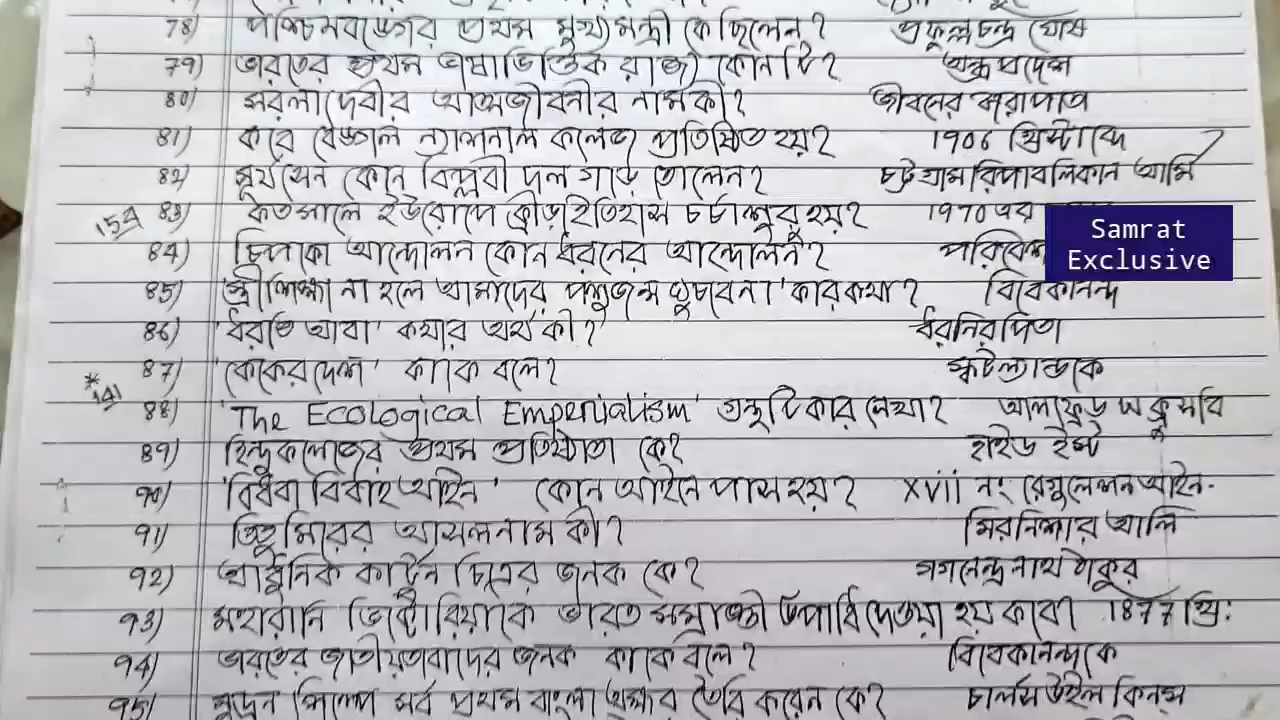 78) পশ্চিমবঙ্গের প্রথম মুখ্যমন্ত্রী কে ছিলেন? প্রফুল্লচন্দ্র ঘোষ
79) ভারতের প্রথম ভাষাভিত্তিক রাজ্য কোনটি? অন্ধ্রপ্রদেশ
80) সরলাদেবীর আত্মজীবনীর নাম কী? জীবনের ঝরাপাতা
81) কবে বেঙ্গল ন্যাশনাল কলেজ প্রতিষ্ঠিত হয়? 1906 খ্রিস্টাব্দে
82) সূর্যসেন কোন বিপ্লবী দল গড়ে তোলেন? চট্টগ্রাম রিপাবলিকান আর্মি
15এ 83) কতসালে ইউরোপে ক্রীড়া ইতিহাস চর্চা শুরু হয়? 1970 এর
84) চিপকো আন্দোলন কোন ধরনের আন্দোলন? পরিবেশ
Samrat
Exclusive
85) 'স্ত্রীশিক্ষা না হলে আমাদের পশুজন্ম ঘুচবে না' কার কথা? বিবেকানন্দ
86) 'ধরতি আবা' কথার অর্থ কী? ধরনির পিতা
87) 'কেকের দেশ' কাকে বলে? স্কটল্যান্ডকে
88) 'The Ecological Emperialism' গ্রন্থটি কার লেখা? আলফ্রেড ক্রসবি
89) হিন্দু কলেজের প্রথম প্রতিষ্ঠাতা কে? হাইড ইস্ট
90) 'বিধবা বিবাহ আইন' কোন আইনে পাস হয়? xvii নং রেগুলেশন আইন.
91) তিতুমিরের আসল নাম কী? মির নিশার আলি
92) আধুনিক কার্টুন চিত্রের জনক কে? গগনেন্দ্রনাথ ঠাকুর
93) মহারানি ভিক্টোরিয়াকে ভারত সম্রাজ্ঞী উপাধি দেওয়া হয় কবে? 1877 খ্রি:
94) ভারতের জাতীয়তাবাদের জনক কাকে বলে? বিবেকানন্দকে
95) মুদ্রন শিল্পে সর্ব প্রথম বাংলা অক্ষর তৈরি করেন কে? চার্লস উইলকিনস